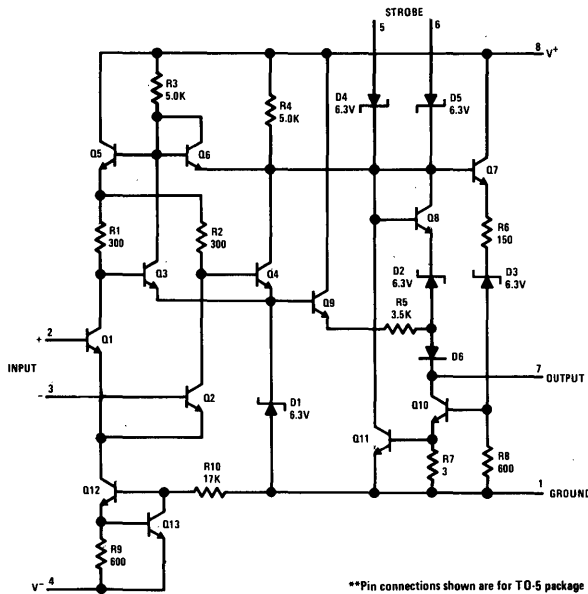 STROBE
5 6
8 V+
R3
5.0K
R4
5.0K
D4
6.3V
D5
6.3V
Q5
Q6
Q7
R1
300
R2
300
Q8
R6
150
Q3
Q4
D2
6.3V
D3
6.3V
Q9
R5
3.5K
+ 2
Q1
D6
INPUT
7
OUTPUT
- 3
Q2
D1
6.3V
Q10
Q11
R7
3
R8
600
R10
17K
Q12
1
GROUND
Q13
R9
600
V- 4
**Pin connections shown are for TO-5 package